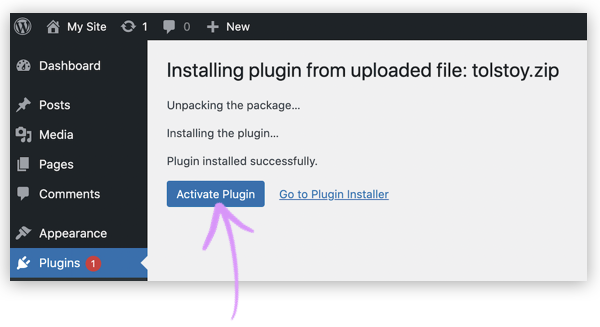 My Site 1 0 + New
Dashboard
Posts
Media
Pages
Comments
Appearance
Plugins 1
Installing plugin from uploaded file: tolstoy.zip
Unpacking the package...
Installing the plugin...
Plugin installed successfully.
Activate Plugin Go to Plugin Installer